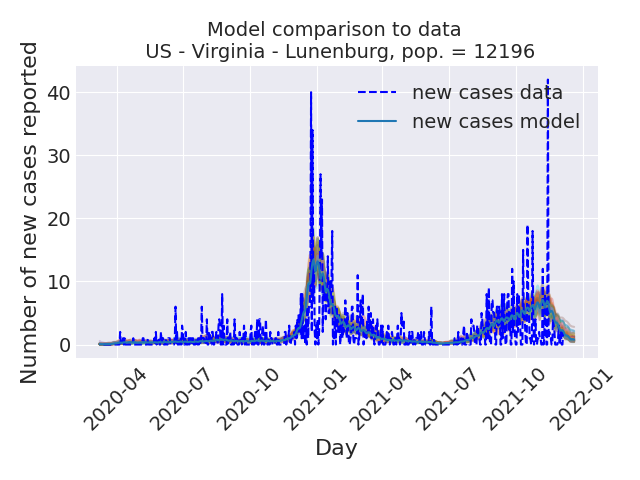 Model comparison to data
US - Virginia - Lunenburg, pop. = 12196
Number of new cases reported
40
30
20
10
0
new cases data
new cases model
2020-04
2020-07
2020-10
2021-01
2021-04
2021-07
2021-10
2022-01
Day